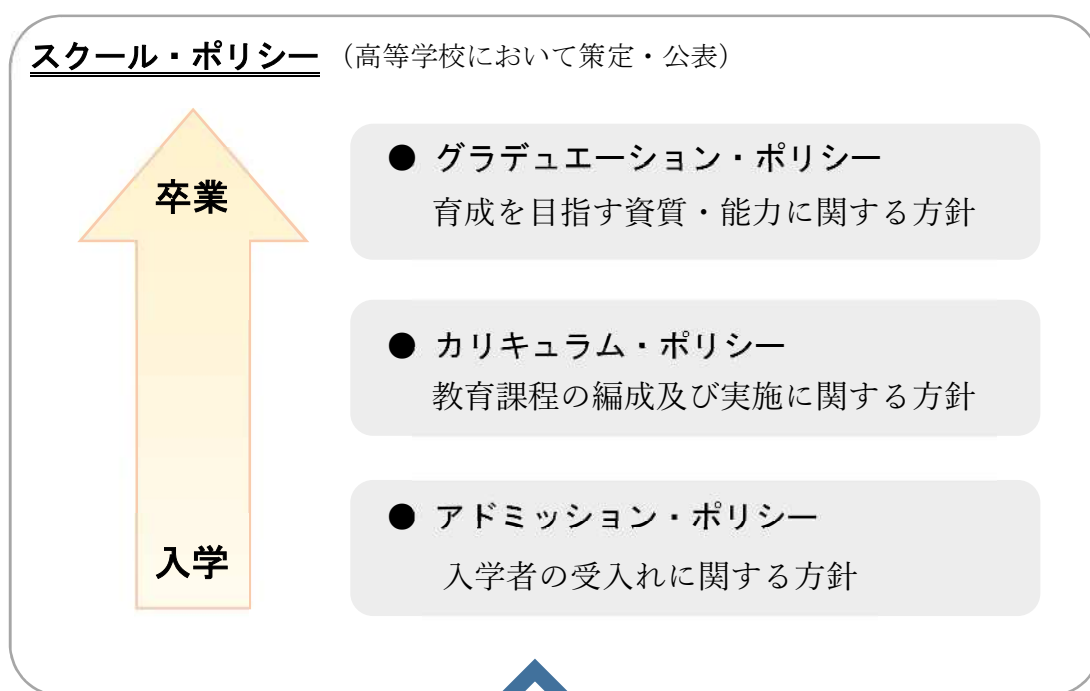 スクール・ポリシー（高等学校において策定・公表）
卒業
● グラデュエーション・ポリシー
育成を目指す資質・能力に関する方針
● カリキュラム・ポリシー
教育課程の編成及び実施に関する方針
● アドミッション・ポリシー
入学者の受入れに関する方針
入学